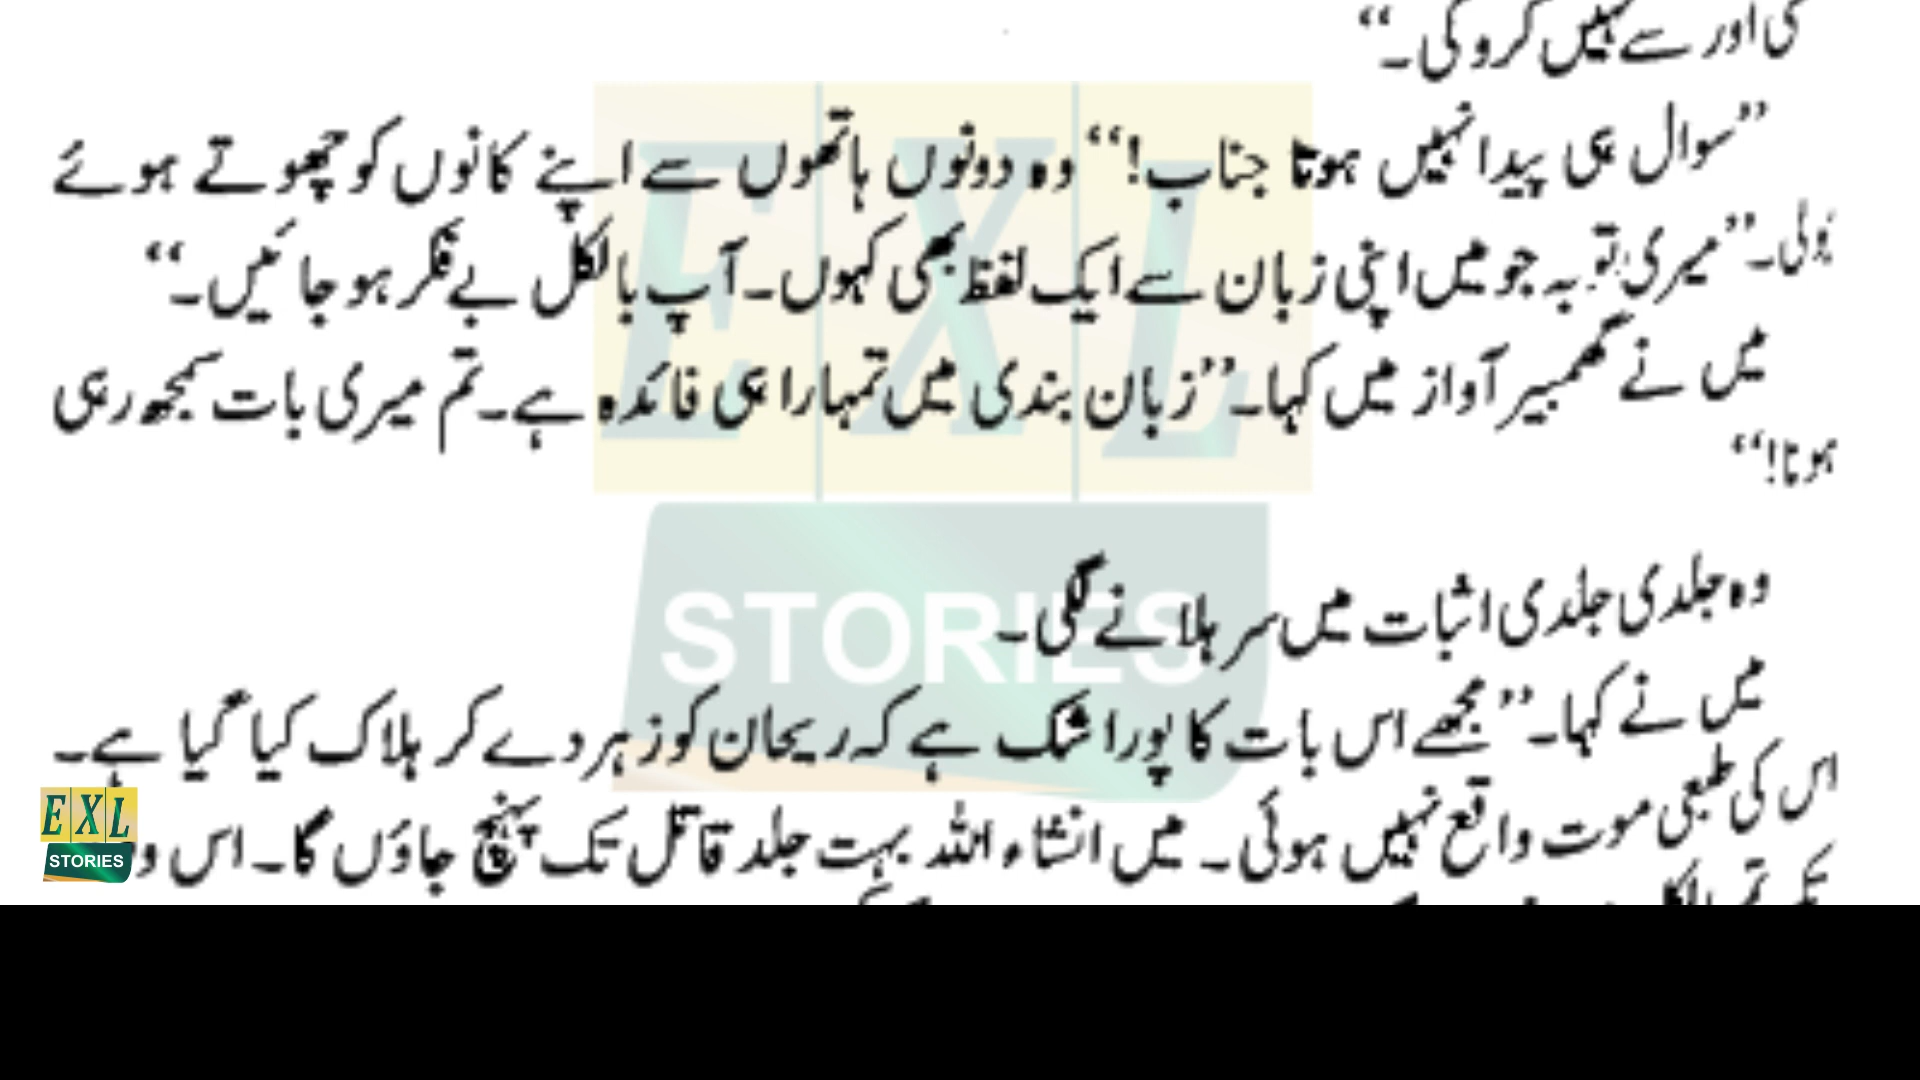 کی اور سے نہیں کرو گی۔‘‘
’’سوال ہی پیدا نہیں ہوتا جناب!‘‘ وہ دونوں ہاتھوں سے اپنے کانوں کو چھوتے ہوئے
بولی۔ ’’میری توبہ جو میں اپنی زبان سے ایک لفظ بھی کہوں۔ آپ بالکل بے فکر ہو جائیں۔‘‘
میں نے گھمبیر آواز میں کہا۔ ’’زبان بندی میں تمہارا ہی فائدہ ہے۔ تم میری بات سمجھ رہی
ہو نا!‘‘
وہ جلدی جلدی اثبات میں سر ہلانے لگی۔
میں نے کہا۔ ’’مجھے اس بات کا پورا شک ہے کہ ریحان کو زہر دے کر ہلاک کیا گیا ہے۔
اس کی طبعی موت واقع نہیں ہوئی۔ میں انشاء اللہ بہت جلد قاتل تک پہنچ جاؤں گا۔ اس
EXL
STORIES
EXL
STORIES